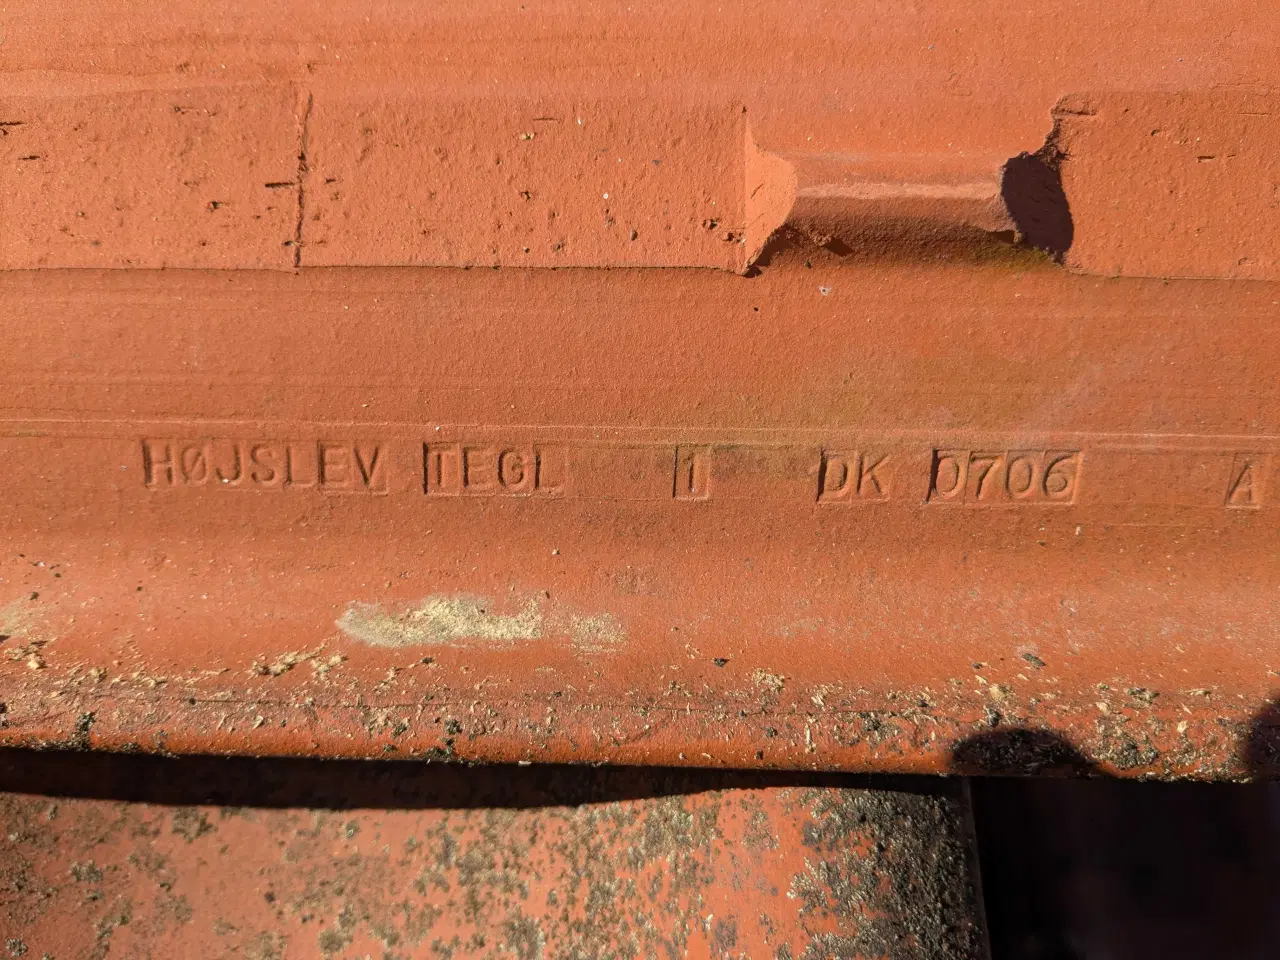 HØJSLEV TEGL 1 DK 0706 A